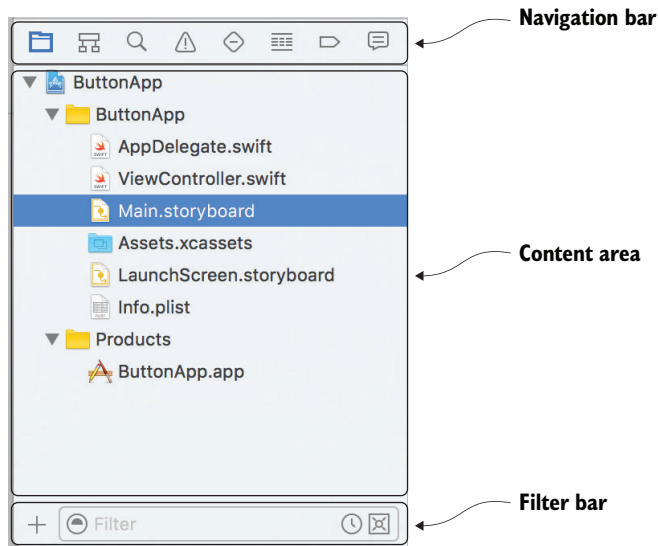 Navigation bar
ButtonApp
ButtonApp
AppDelegate.swift
ViewController.swift
Main.storyboard
Assets.xcassets
Content area
LaunchScreen.storyboard
Info.plist
Products
ButtonApp.app
Filter bar
Filter